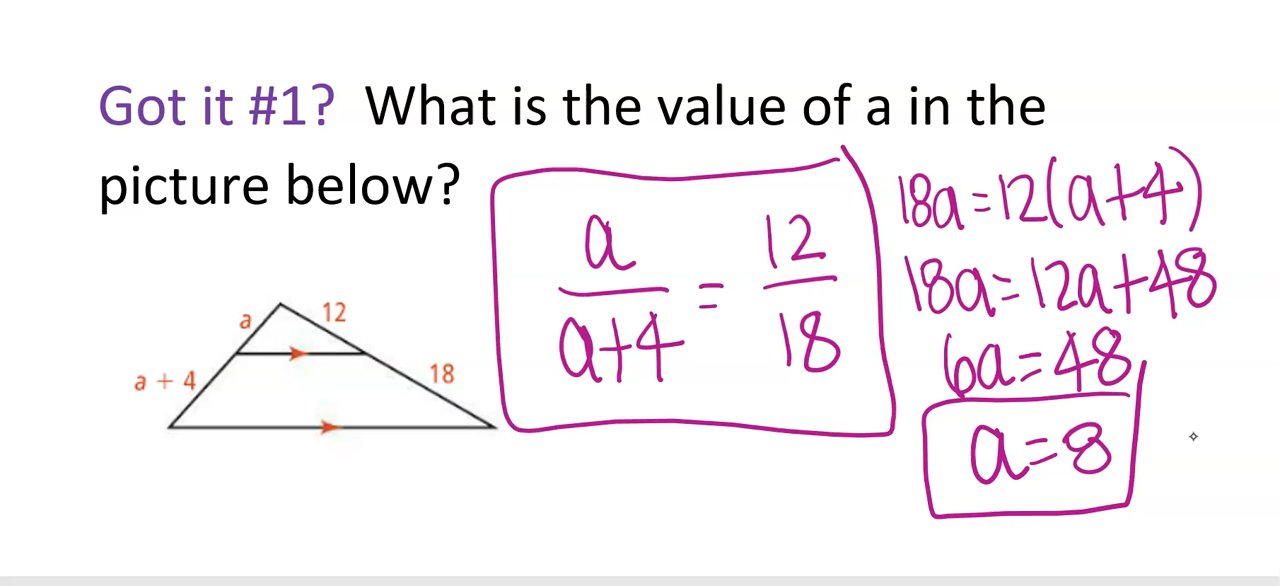 Got it #1? What is the value of a in the
picture below?
a
12
a + 4
18
a/a+4 = 12/18
18a=12(a+4)
18a=12a+48
6a=48
a=8